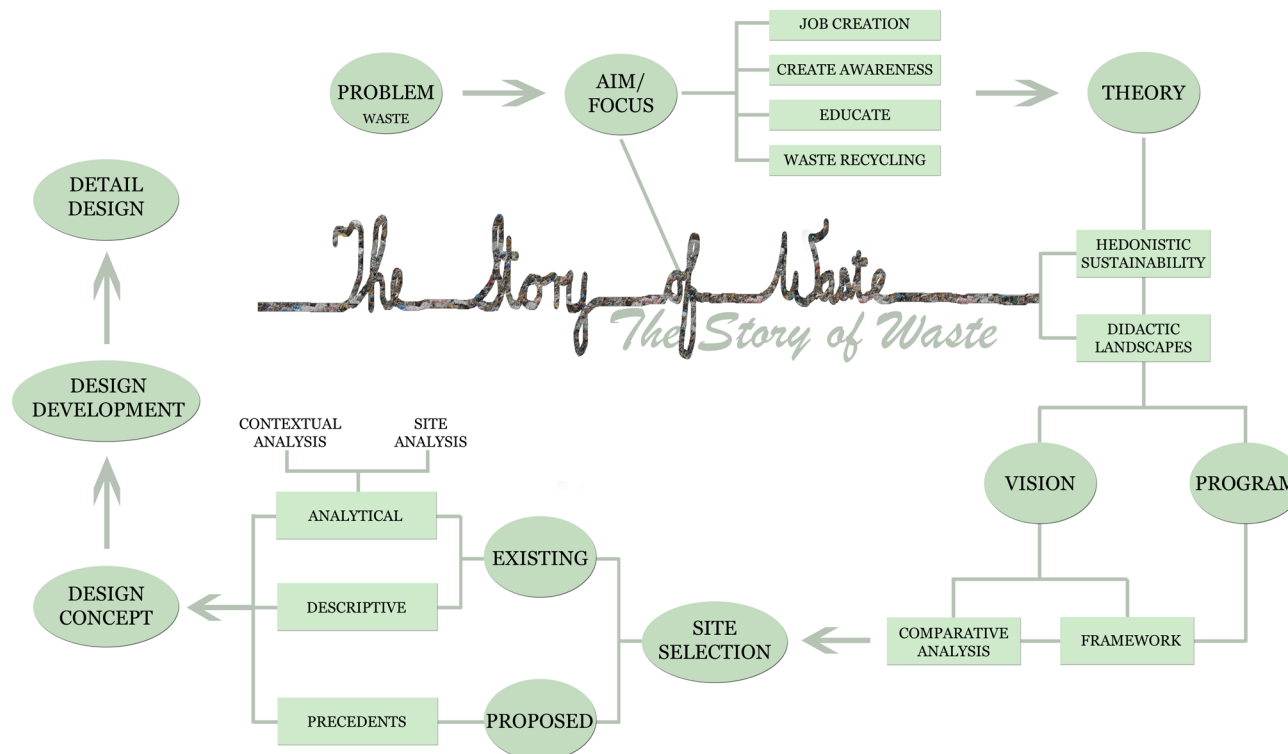 PROBLEM
WASTE
AIM/
FOCUS
JOB CREATION
CREATE AWARENESS
EDUCATE
WASTE RECYCLING
THEORY
DETAIL
DESIGN
The Story of Waste
The Story of Waste
HEDONISTIC
SUSTAINABILITY
DIDACTIC
LANDSCAPES
DESIGN
DEVELOPMENT
CONTEXTUAL
ANALYSIS
SITE
ANALYSIS
VISION
PROGRAM
ANALYTICAL
EXISTING
DESIGN
CONCEPT
DESCRIPTIVE
SITE
SELECTION
COMPARATIVE
ANALYSIS
FRAMEWORK
PRECEDENTS
PROPOSED